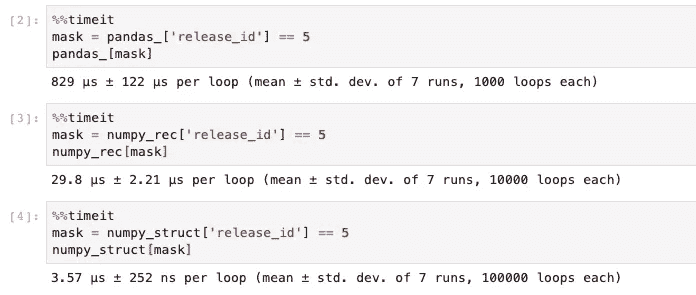 [2]: %%timeit
mask = pandas_['release_id'] == 5
pandas_[mask]
829 µs ± 122 µs per loop (mean ± std. dev. of 7 runs, 1000 loops each)
[3]: %%timeit
mask = numpy_rec['release_id'] == 5
numpy_rec[mask]
29.8 µs ± 2.21 µs per loop (mean ± std. dev. of 7 runs, 10000 loops each)
[4]: %%timeit
mask = numpy_struct['release_id'] == 5
numpy_struct[mask]
3.57 µs ± 252 ns per loop (mean ± std. dev. of 7 runs, 100000 loops each)